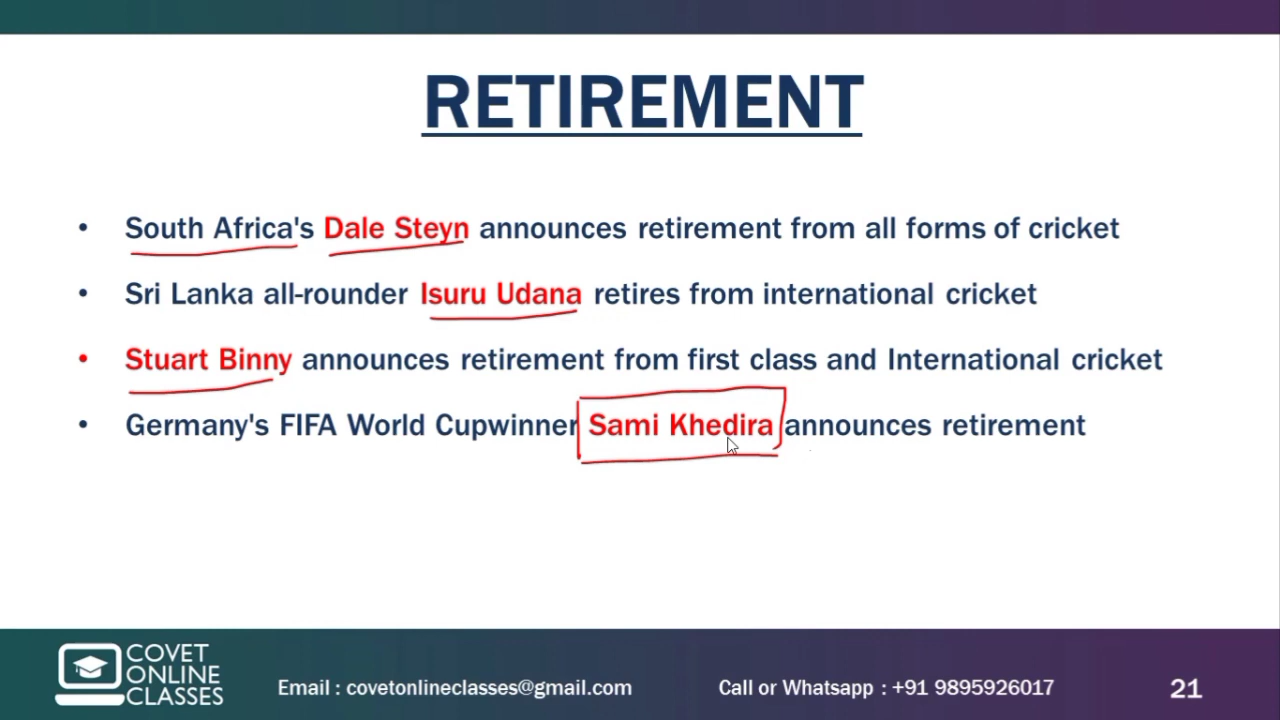 RETIREMENT
• South Africa's Dale Steyn announces retirement from all forms of cricket
• Sri Lanka all-rounder Isuru Udana retires from international cricket
• Stuart Binny announces retirement from first class and International cricket
• Germany's FIFA World Cupwinner Sami Khedira announces retirement
COVET
ONLINE
CLASSES
Email : covetonlineclasses@gmail.com
Call or Whatsapp : +91 9895926017
21